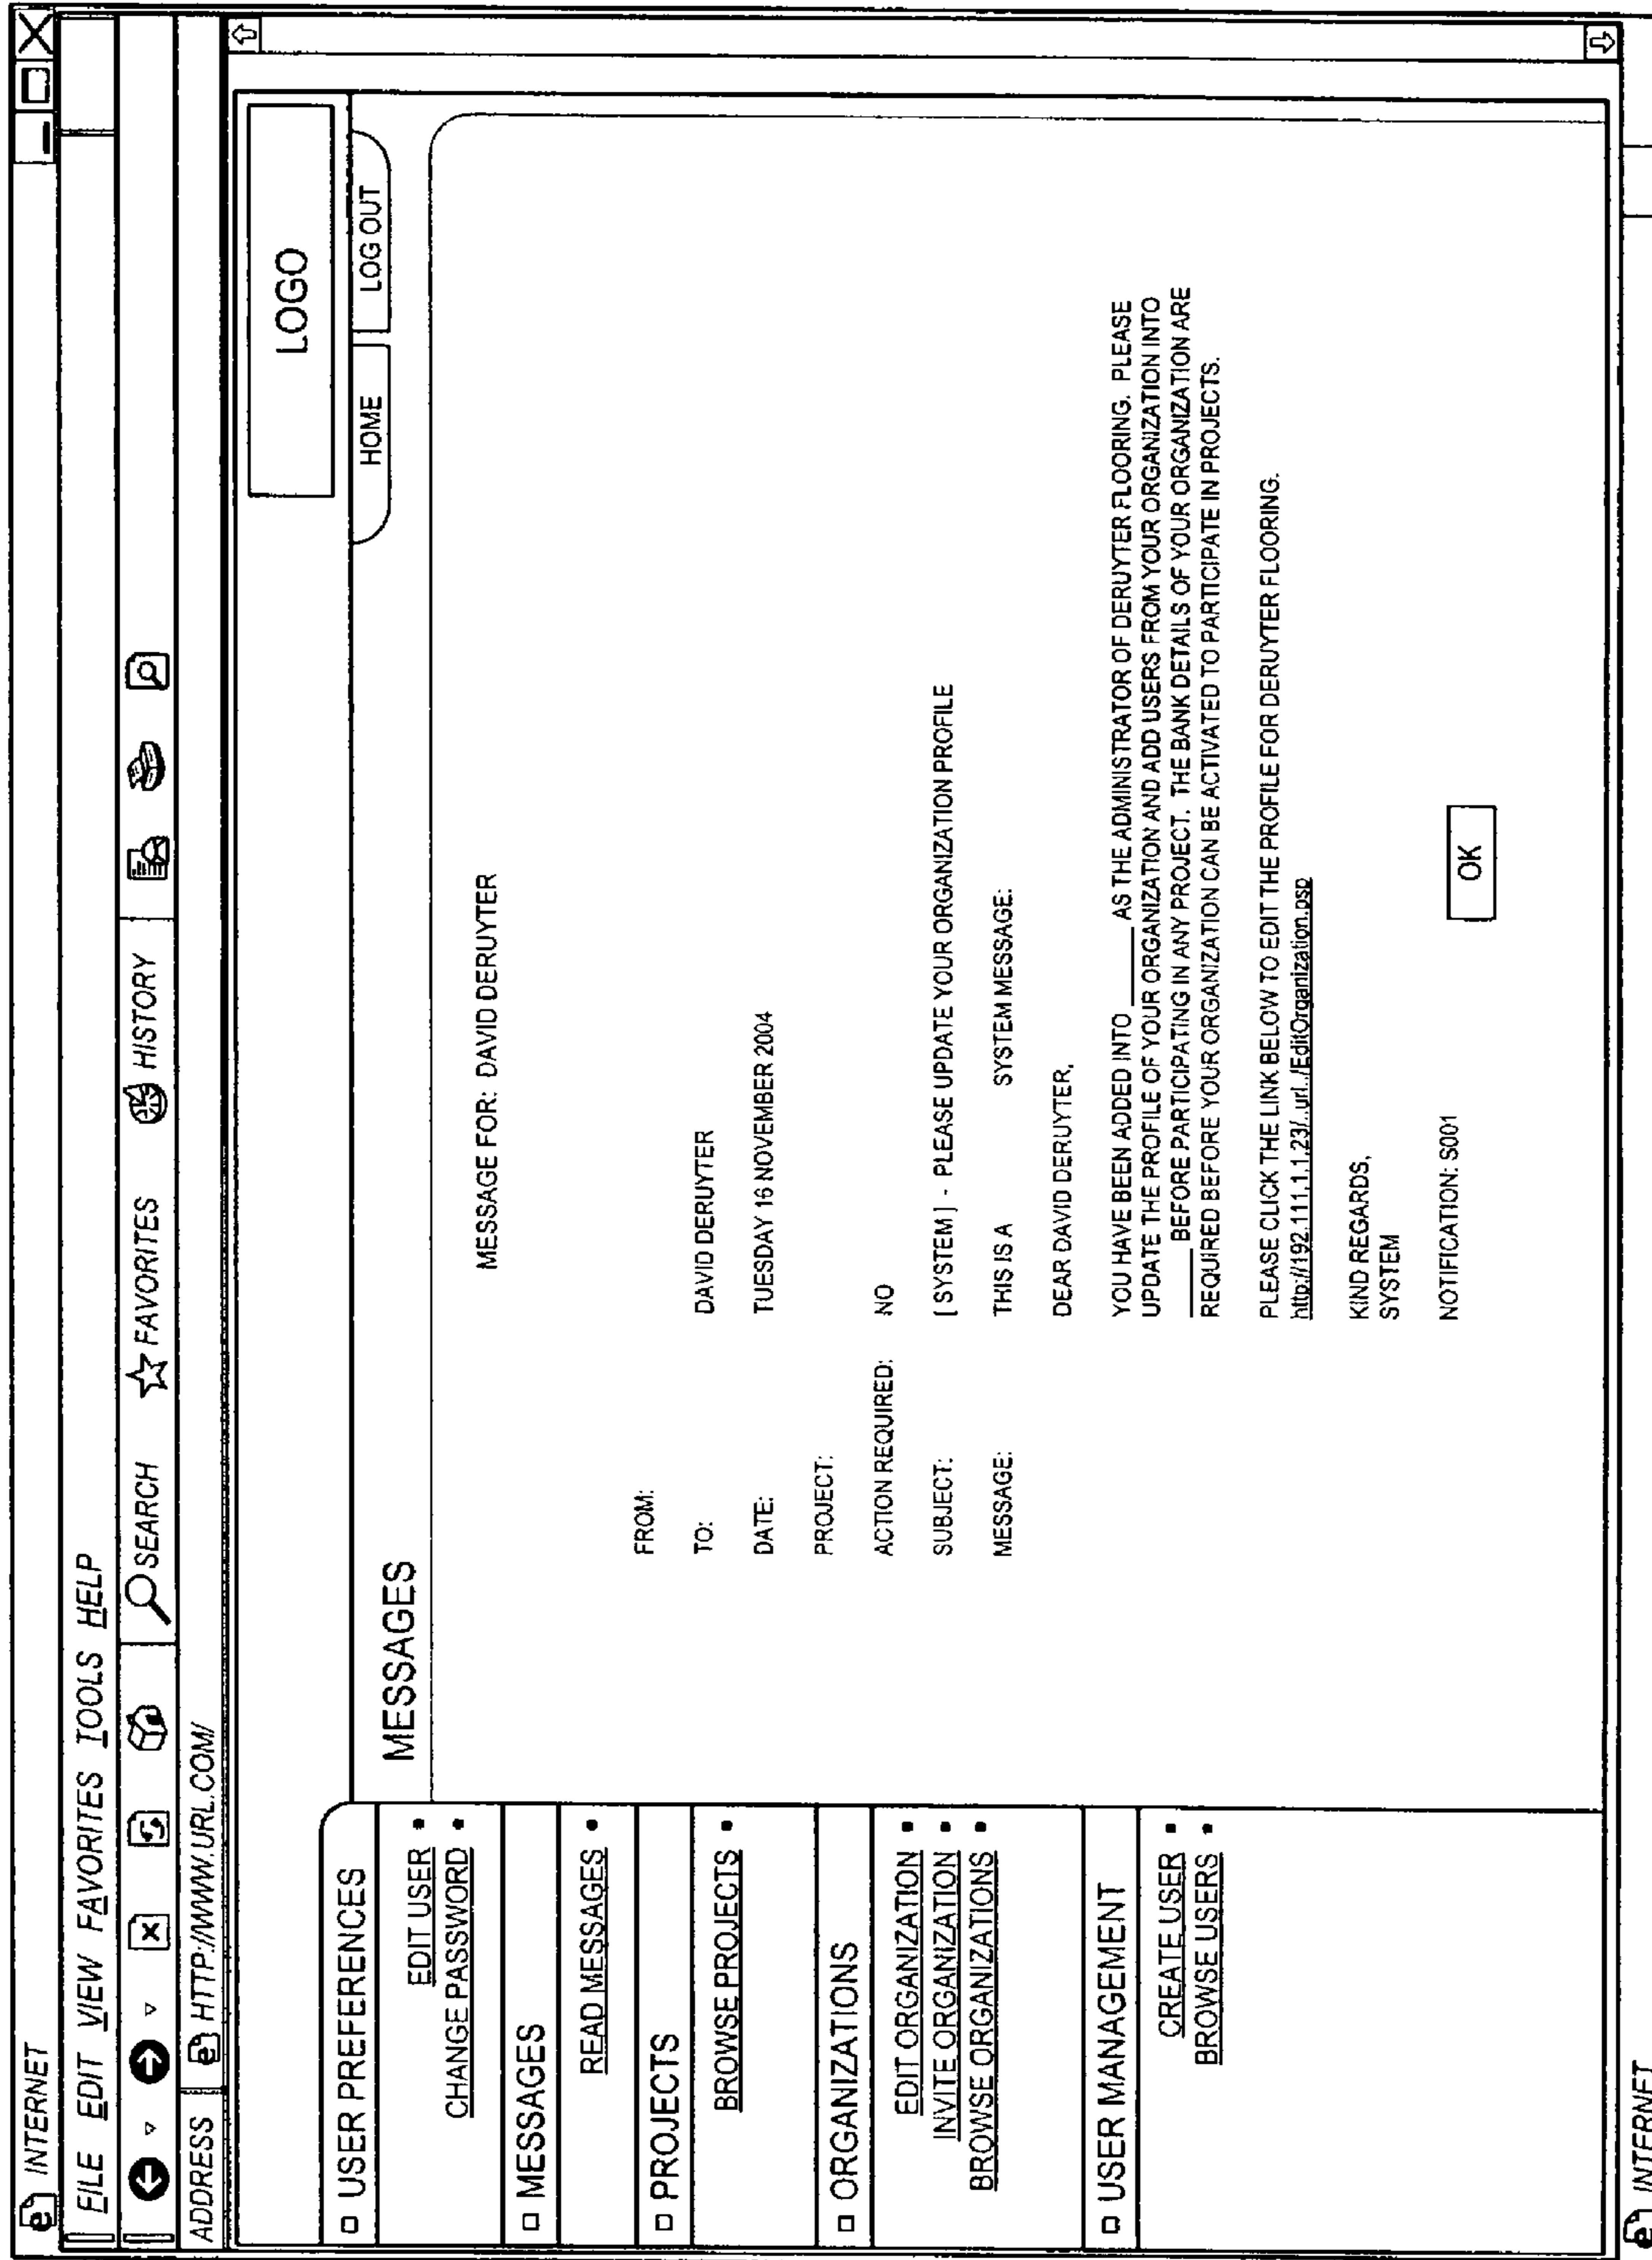 INTERNET
FILE EDIT VIEW FAVORITES TOOLS HELP
SEARCH FAVORITES HISTORY
ADDRESS HTTP://WWW.URL.COM/
LOGO
HOME LOG OUT
USER PREFERENCES
EDIT USER
CHANGE PASSWORD
MESSAGES
READ MESSAGES
PROJECTS
BROWSE PROJECTS
ORGANIZATIONS
EDIT ORGANIZATION
INVITE ORGANIZATION
BROWSE ORGANIZATIONS
USER MANAGEMENT
CREATE USER
BROWSE USERS
MESSAGES
MESSAGE FOR: DAVID DERUYTER
FROM:
TO: DAVID DERUYTER
DATE: TUESDAY 16 NOVEMBER 2004
PROJECT:
ACTION REQUIRED: NO
SUBJECT: [ SYSTEM ] - PLEASE UPDATE YOUR ORGANIZATION PROFILE
MESSAGE: THIS IS A SYSTEM MESSAGE:
DEAR DAVID DERUYTER,
YOU HAVE BEEN ADDED INTO ______ AS THE ADMINISTRATOR OF DERUYTER FLOORING. PLEASE
UPDATE THE PROFILE OF YOUR ORGANIZATION AND ADD USERS FROM YOUR ORGANIZATION INTO
______ BEFORE PARTICIPATING IN ANY PROJECT. THE BANK DETAILS OF YOUR ORGANIZATION ARE
REQUIRED BEFORE YOUR ORGANIZATION CAN BE ACTIVATED TO PARTICIPATE IN PROJECTS.
PLEASE CLICK THE LINK BELOW TO EDIT THE PROFILE FOR DERUYTER FLOORING.
http://192.111.1.23/..url../EditOrganization.psp
KIND REGARDS,
SYSTEM
NOTIFICATION: S001
OK
INTERNET